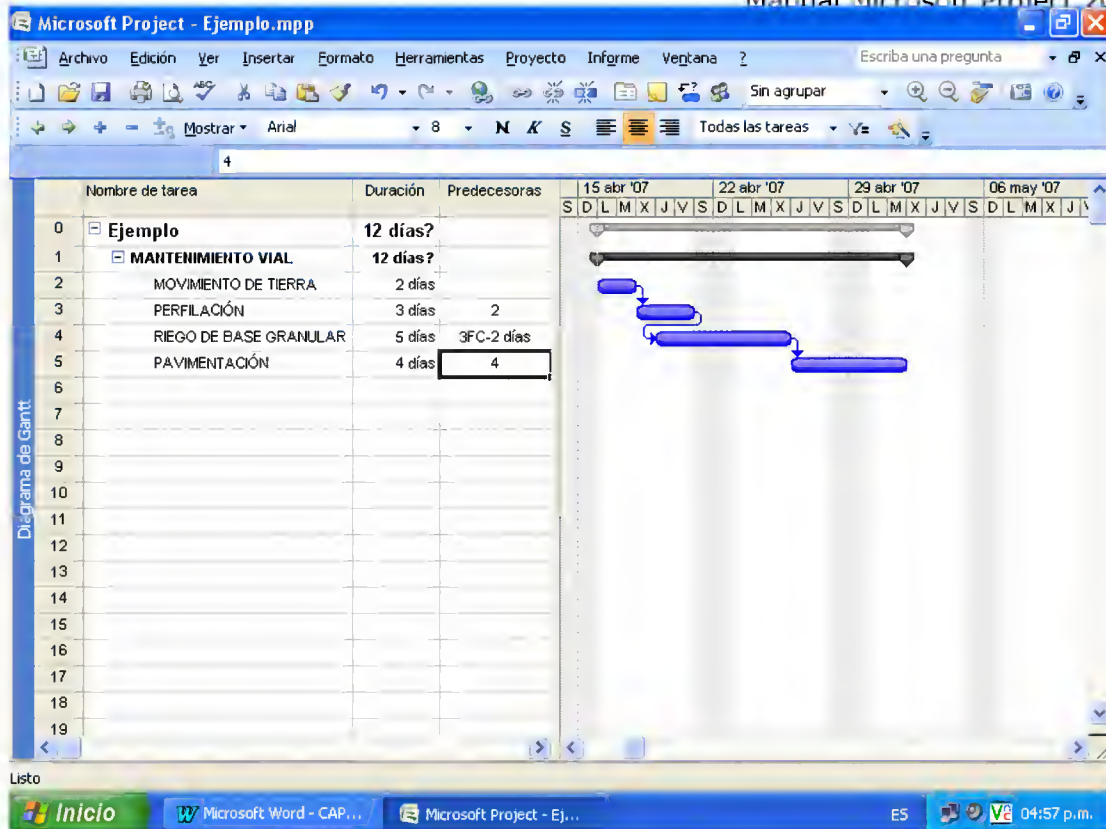 Manual Microsoft Project 20
Microsoft Project - Ejemplo.mpp
Archivo Edición Ver Insertar Formato Herramientas Proyecto Informe Ventana ? Escriba una pregunta
Sin agrupar
Mostrar Arial 8 N K S Todas las tareas
4
Nombre de tarea Duración Predecesoras 15 abr '07 22 abr '07 29 abr '07 06 may '07
S D L M X J V S D L M X J V S D L M X J V S D L M X J V
0 Ejemplo 12 días?
1 MANTENIMIENTO VIAL 12 días?
2 MOVIMIENTO DE TIERRA 2 días
3 PERFILACIÓN 3 días 2
4 RIEGO DE BASE GRANULAR 5 días 3FC-2 días
5 PAVIMENTACIÓN 4 días 4
6
7
8
9
10
11
12
13
14
15
16
17
18
19
Diagrama de Gantt
Listo
Inicio Microsoft Word - CAP... Microsoft Project - Ej... ES 04:57 p.m.